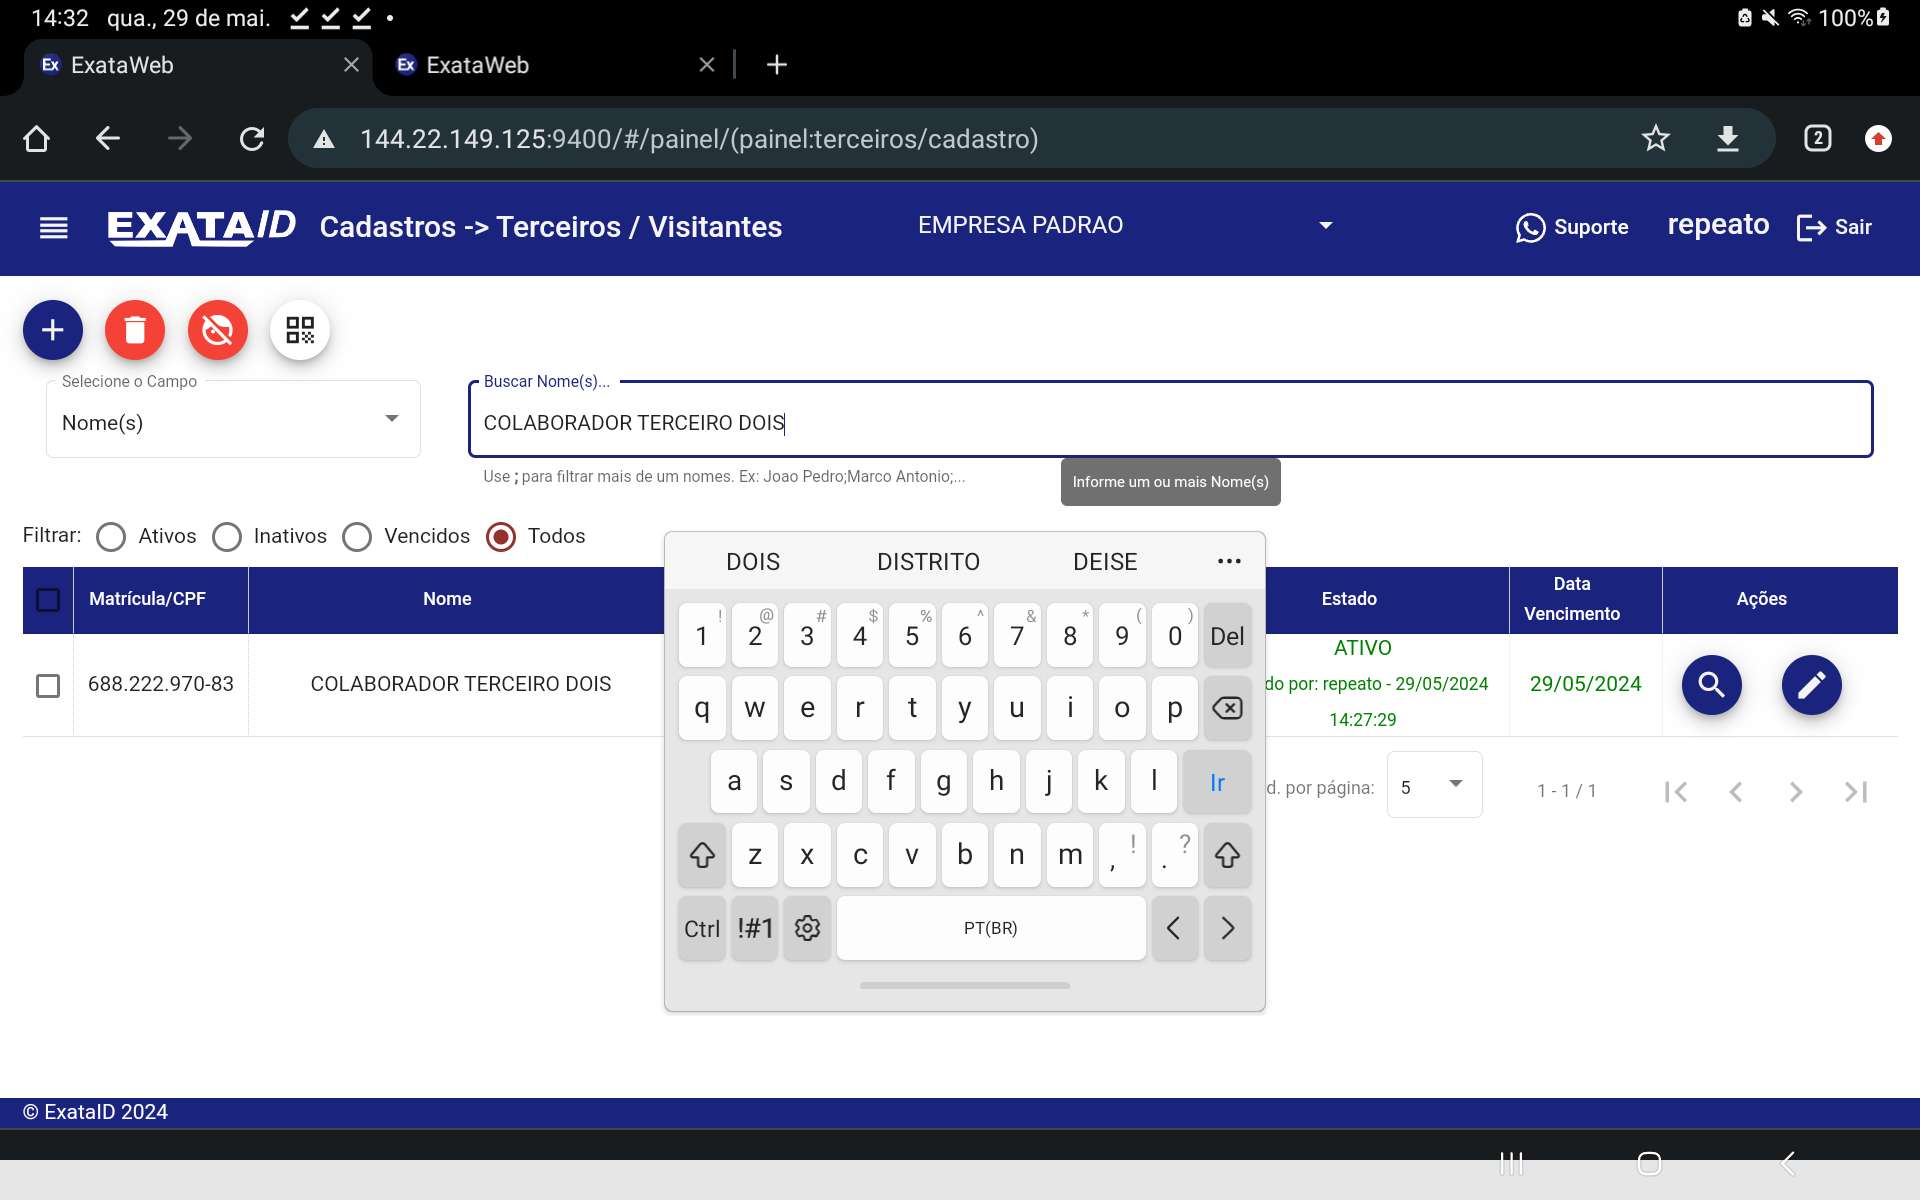 14:32 qua., 29 de mai. 100%
ExataWeb ExataWeb
144.22.149.125:9400/#/painel/(painel:terceiros/cadastro) 2
EXATAID Cadastros -> Terceiros / Visitantes EMPRESA PADRAO Suporte repeato Sair
Selecione o Campo Buscar Nome(s)...
Nome(s) COLABORADOR TERCEIRO DOIS
Use ; para filtrar mais de um nomes. Ex: Joao Pedro;Marco Antonio;...
Informe um ou mais Nome(s)
Filtrar: Ativos Inativos Vencidos Todos
Matrícula/CPF Nome Estado Data Vencimento Ações
688.222.970-83 COLABORADOR TERCEIRO DOIS ATIVO
do por: repeato - 29/05/2024
14:27:29
29/05/2024
d. por página: 5 1 - 1 / 1
DOIS DISTRITO DEISE ...
! @ # $ % ^ & * ( )
1 2 3 4 5 6 7 8 9 0 Del
q w e r t y u i o p
a s d f g h j k l Ir
z x c v b n m , ! . ?
Ctrl !#1 PT(BR) < >
© ExataID 2024